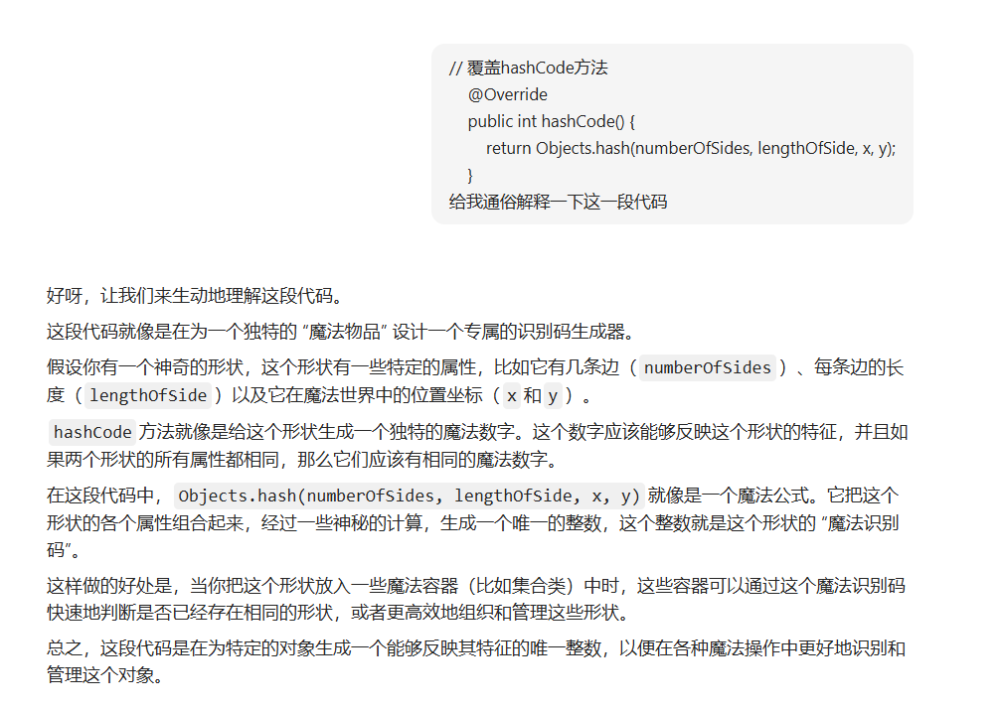 // 覆盖hashCode方法
@Override
public int hashCode() {
return Objects.hash(numberOfSides, lengthOfSide, x, y);
}
给我通俗解释一下这一段代码
好呀，让我们来生动地理解这段代码。
这段代码就像是在为一个独特的 “魔法物品” 设计一个专属的识别码生成器。
假设你有一个神奇的形状，这个形状有一些特定的属性，比如它有几条边（numberOfSides）、每条边的长
度（lengthOfSide）以及它在魔法世界中的位置坐标（x和y）。
hashCode方法就像是给这个形状生成一个独特的魔法数字。这个数字应该能够反映这个形状的特征，并且如
果两个形状的所有属性都相同，那么它们应该有相同的魔法数字。
在这段代码中，Objects.hash(numberOfSides, lengthOfSide, x, y)就像是一个魔法公式。它把这个
形状的各个属性组合起来，经过一些神秘的计算，生成一个唯一的整数，这个整数就是这个形状的 “魔法识别
码”。
这样做的好处是，当你把这个形状放入一些魔法容器（比如集合类）中时，这些容器可以通过这个魔法识别码
快速地判断是否已经存在相同的形状，或者更高效地组织和管理这些形状。
总之，这段代码是在为特定的对象生成一个能够反映其特征的唯一整数，以便在各种魔法操作中更好地识别和
管理这个对象。